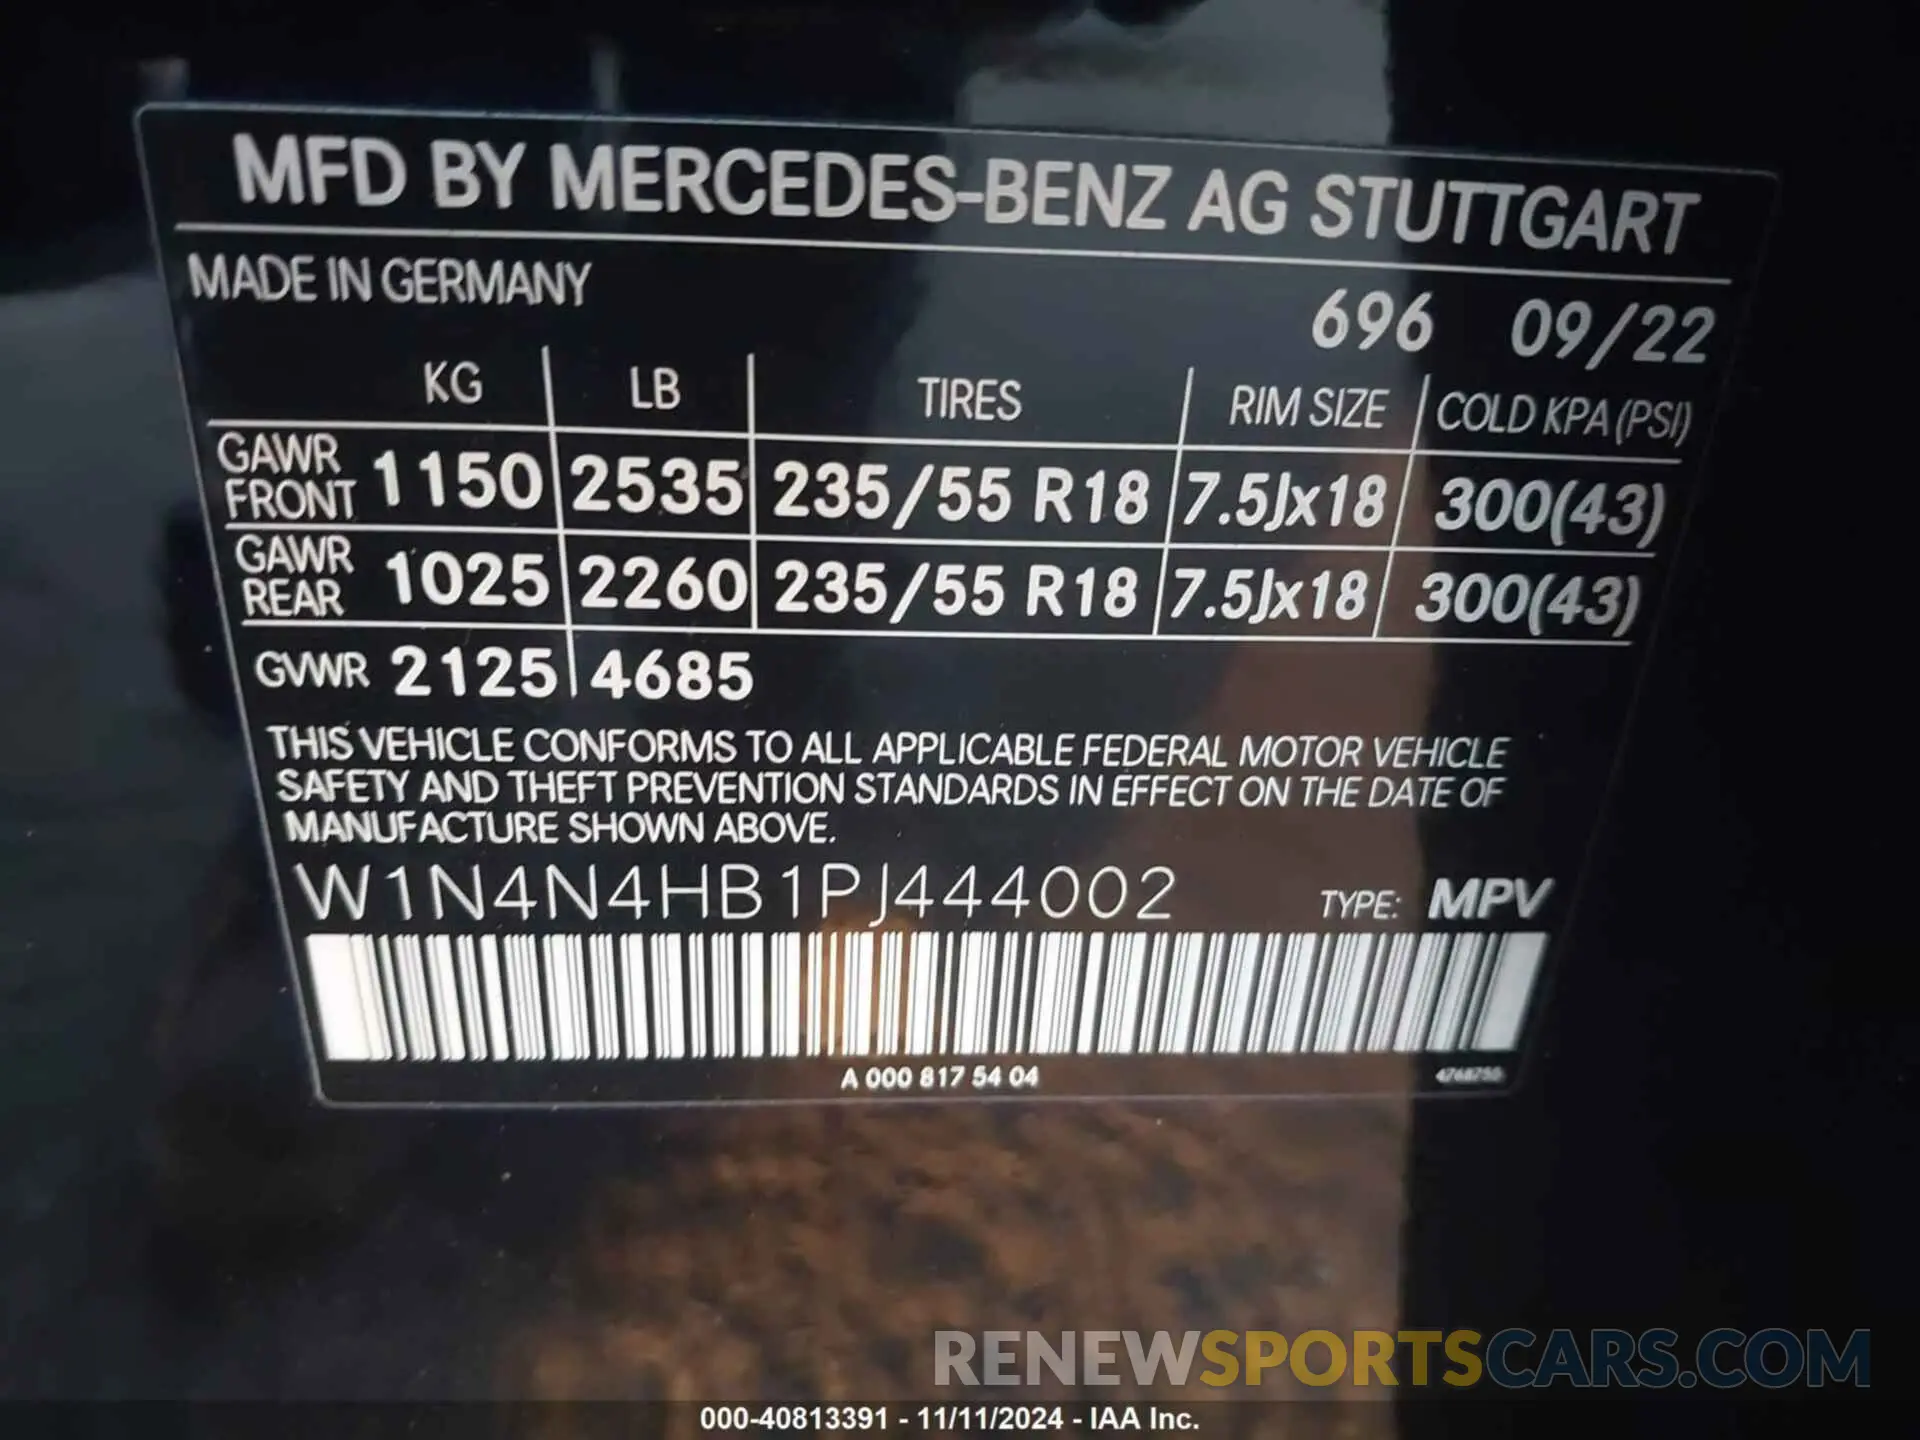 MFD BY MERCEDES-BENZ AG STUTTGART
MADE IN GERMANY
696 09/22
KG LB TIRES RIM SIZE COLD KPA (PSI)
GAWR FRONT 1150 2535 235/55 R18 7.5Jx18 300(43)
GAWR REAR 1025 2260 235/55 R18 7.5Jx18 300(43)
GVWR 2125 4685
THIS VEHICLE CONFORMS TO ALL APPLICABLE FEDERAL MOTOR VEHICLE
SAFETY AND THEFT PREVENTION STANDARDS IN EFFECT ON THE DATE OF
MANUFACTURE SHOWN ABOVE.
W1N4N4HB1PJ444002 TYPE: MPV
A 000 817 54 04
RENEWSPORTSCARS.COM
000-40813391 - 11/11/2024 - IAA Inc.